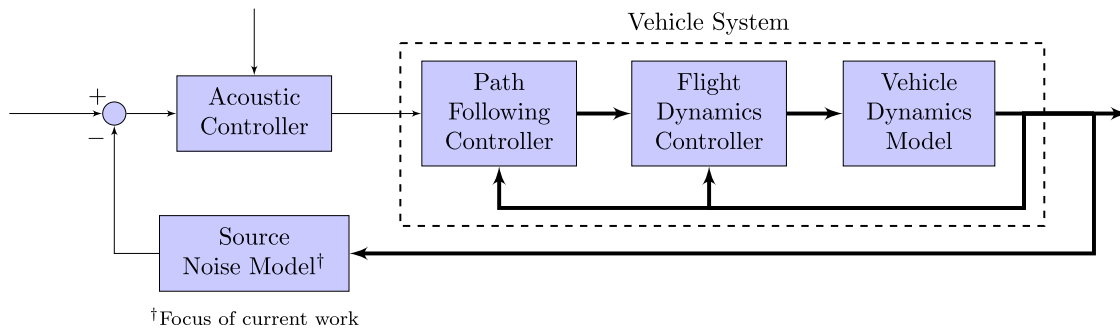 Vehicle System
+
−
Acoustic
Controller
Path
Following
Controller
Flight
Dynamics
Controller
Vehicle
Dynamics
Model
Source
Noise Model†
†Focus of current work